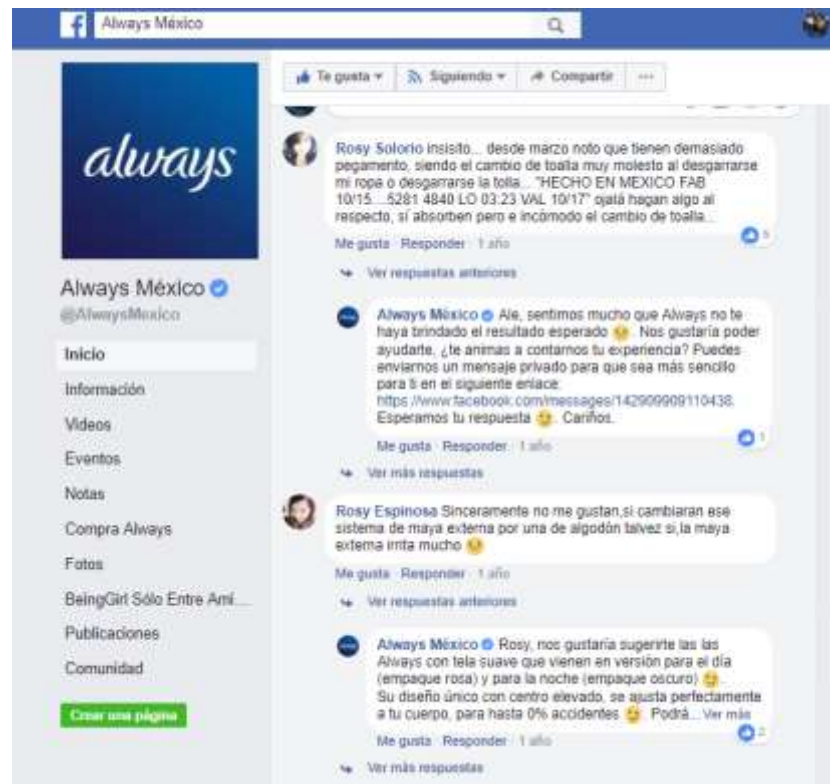 Always México
always
Always México
@AlwaysMexico
Inicio
Información
Videos
Eventos
Notas
Compra Always
Fotos
BeingGirl Sólo Entre Ami...
Publicaciones
Comunidad
Crear una página
Te gusta
Siguiendo
Compartir
Rosy Solorio insisito... desde marzo noto que tienen demasiado
pegamento, siendo el cambio de toalla muy molesto al desgarrarse
mi ropa o desgarrarse la tolla... "HECHO EN MEXICO FAB
10/15....5281 4840 LO 03:23 VAL 10/17" ojalá hagan algo al
respecto, sí absorben pero e incómodo el cambio de toalla...
Me gusta · Responder · 1 año
5
Ver respuestas anteriores
Always México Ale, sentimos mucho que Always no te
haya brindado el resultado esperado. Nos gustaría poder
ayudarte, ¿te animas a contarnos tu experiencia? Puedes
enviarnos un mensaje privado para que sea más sencillo
para ti en el siguiente enlace:
https://www.facebook.com/messages/142909909110438.
Esperamos tu respuesta. Cariños.
Me gusta · Responder · 1 año
1
Ver más respuestas
Rosy Espinosa Sinceramente no me gustan,si cambiaran ese
sistema de maya externa por una de algodón talvez si,la maya
externa irrita mucho
Me gusta · Responder · 1 año
Ver respuestas anteriores
Always México Rosy, nos gustaría sugerirte las las
Always con tela suave que vienen en versión para el día
(empaque rosa) y para la noche (empaque oscuro).
Su diseño único con centro elevado, se ajusta perfectamente
a tu cuerpo, para hasta 0% accidentes. Podrá... Ver más
Me gusta · Responder · 1 año
2
Ver más respuestas